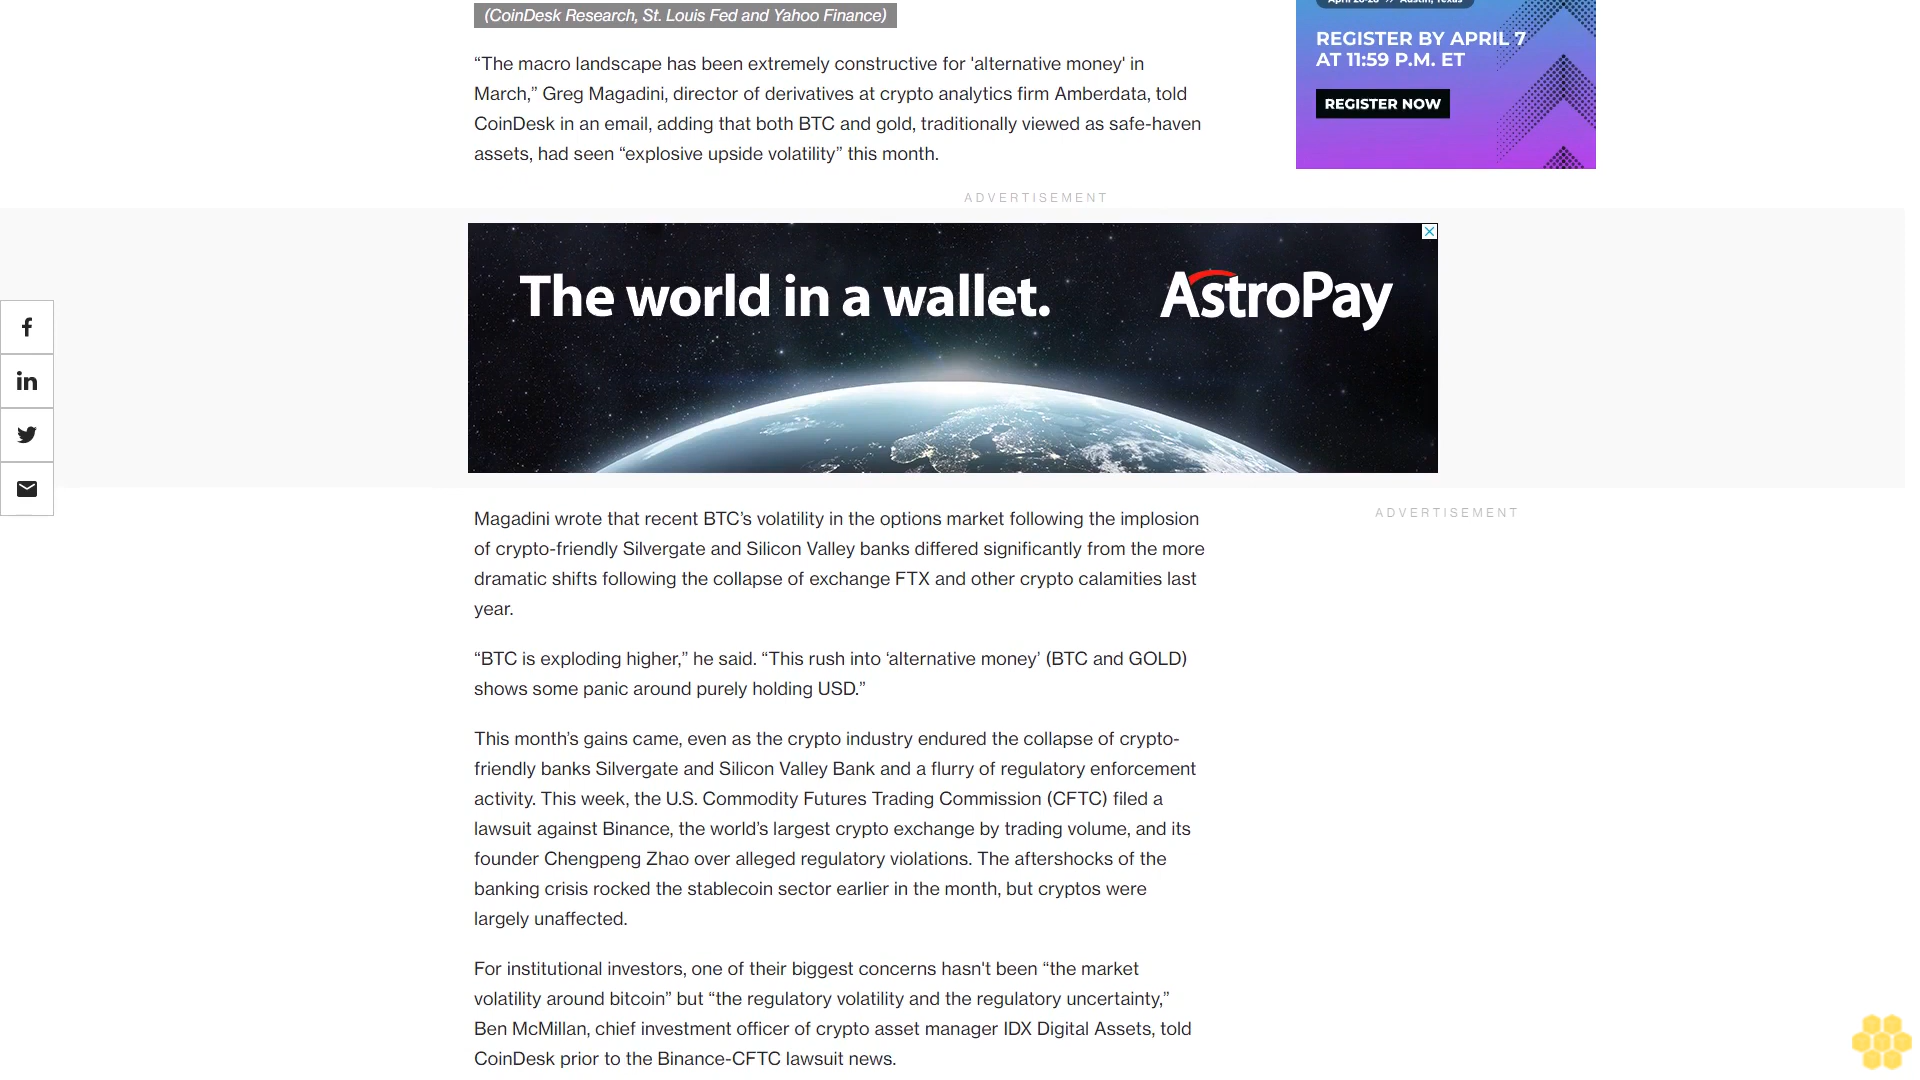 (CoinDesk Research, St. Louis Fed and Yahoo Finance)
REGISTER BY APRIL 7
AT 11:59 P.M. ET
REGISTER NOW
“The macro landscape has been extremely constructive for 'alternative money' in
March,” Greg Magadini, director of derivatives at crypto analytics firm Amberdata, told
CoinDesk in an email, adding that both BTC and gold, traditionally viewed as safe-haven
assets, had seen “explosive upside volatility” this month.
ADVERTISEMENT
The world in a wallet.
AstroPay
f
in
Magadini wrote that recent BTC’s volatility in the options market following the implosion
of crypto-friendly Silvergate and Silicon Valley banks differed significantly from the more
dramatic shifts following the collapse of exchange FTX and other crypto calamities last
year.
ADVERTISEMENT
“BTC is exploding higher,” he said. “This rush into ‘alternative money’ (BTC and GOLD)
shows some panic around purely holding USD.”
This month’s gains came, even as the crypto industry endured the collapse of crypto-
friendly banks Silvergate and Silicon Valley Bank and a flurry of regulatory enforcement
activity. This week, the U.S. Commodity Futures Trading Commission (CFTC) filed a
lawsuit against Binance, the world’s largest crypto exchange by trading volume, and its
founder Chengpeng Zhao over alleged regulatory violations. The aftershocks of the
banking crisis rocked the stablecoin sector earlier in the month, but cryptos were
largely unaffected.
For institutional investors, one of their biggest concerns hasn't been “the market
volatility around bitcoin” but “the regulatory volatility and the regulatory uncertainty,”
Ben McMillan, chief investment officer of crypto asset manager IDX Digital Assets, told
CoinDesk prior to the Binance-CFTC lawsuit news.